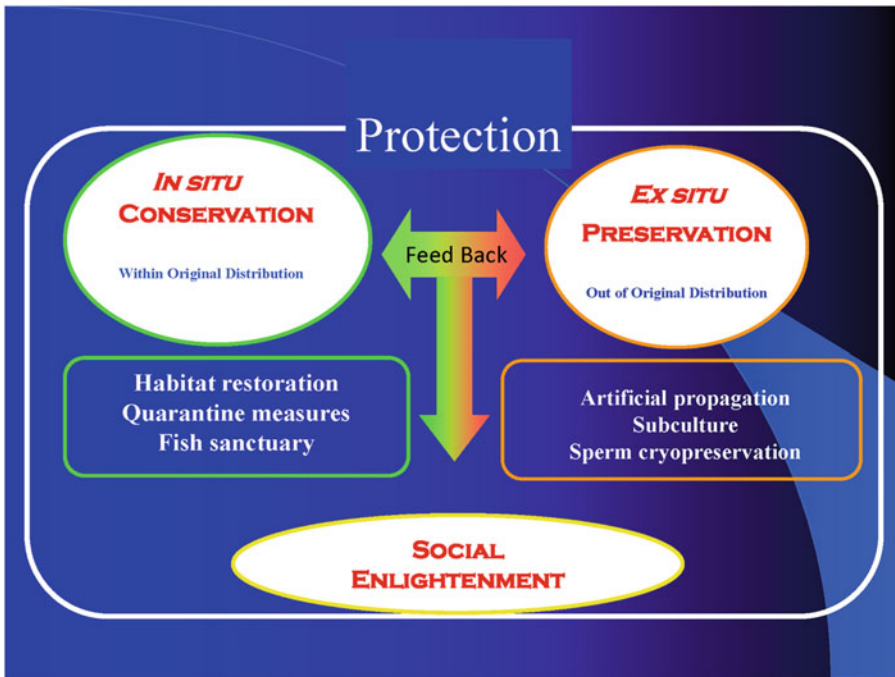 Protection
IN SITU
CONSERVATION
Within Original Distribution
Feed Back
EX SITU
PRESERVATION
Out of Original Distribution
Habitat restoration
Quarantine measures
Fish sanctuary
Artificial propagation
Subculture
Sperm cryopreservation
SOCIAL
ENLIGHTENMENT